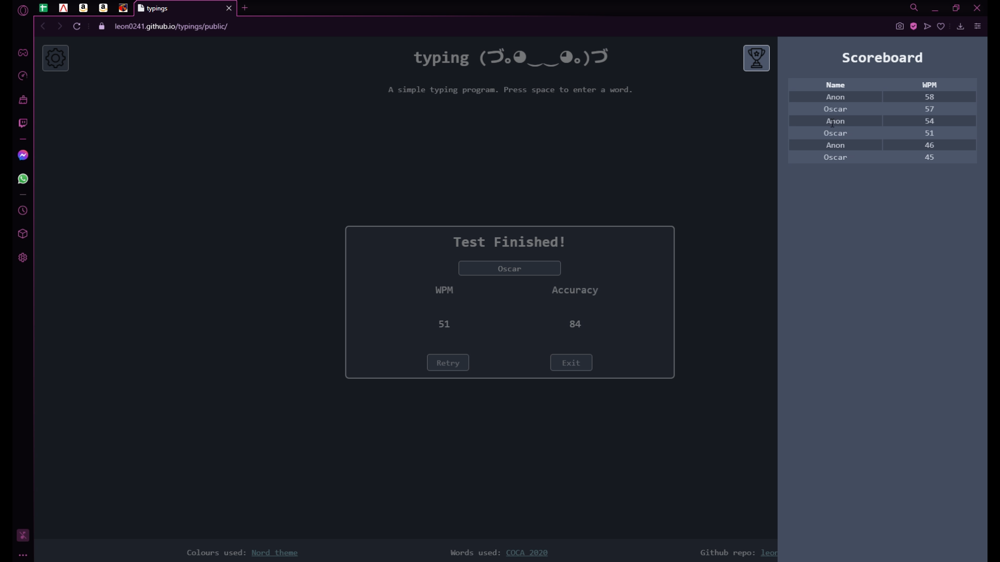 typings
leon0241.github.io/typings/public/
typing (づ｡◕‿‿◕｡)づ
A simple typing program. Press space to enter a word.
Test Finished!
Oscar
WPM Accuracy
51 84
Retry Exit
Colours used: Nord theme
Words used: COCA 2020
Github repo: leon
Scoreboard
Name WPM
Anon 58
Oscar 57
Anon 54
Oscar 51
Anon 46
Oscar 45